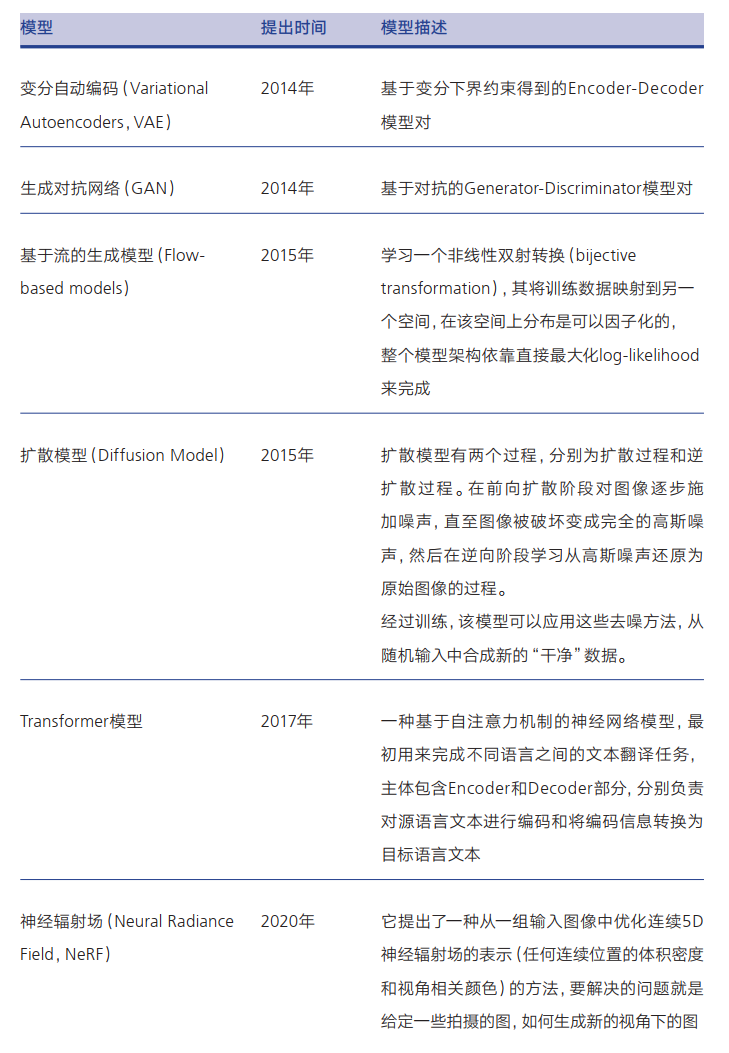 模型 提出时间 模型描述
变分自动编码（Variational 2014年 基于变分下界约束得到的Encoder-Decoder
Autoencoders, VAE） 模型对
生成对抗网络（GAN） 2014年 基于对抗的Generator-Discriminator模型对
基于流的生成模型（Flow- 2015年 学习一个非线性双射转换（bijective
based models） transformation），其将训练数据映射到另一
个空间，在该空间上分布是可以因子化的，
整个模型架构依靠直接最大化log-likelihood
来完成
扩散模型（Diffusion Model） 2015年 扩散模型有两个过程，分别为扩散过程和逆
扩散过程。在前向扩散阶段对图像逐步施
加噪声，直至图像被破坏变成完全的高斯噪
声，然后在逆向阶段学习从高斯噪声还原为
原始图像的过程。
经过训练，该模型可以应用这些去噪方法，从
随机输入中合成新的“干净”数据。
Transformer模型 2017年 一种基于自注意力机制的神经网络模型，最
初用来完成不同语言之间的文本翻译任务，
主体包含Encoder和Decoder部分，分别负责
对源语言文本进行编码和将编码信息转换为
目标语言文本
神经辐射场（Neural Radiance 2020年 它提出了一种从一组输入图像中优化连续5D
Field, NeRF） 神经辐射场的表示（任何连续位置的体积密度
和视角相关颜色）的方法，要解决的问题就是
给定一些拍摄的图，如何生成新的视角下的图